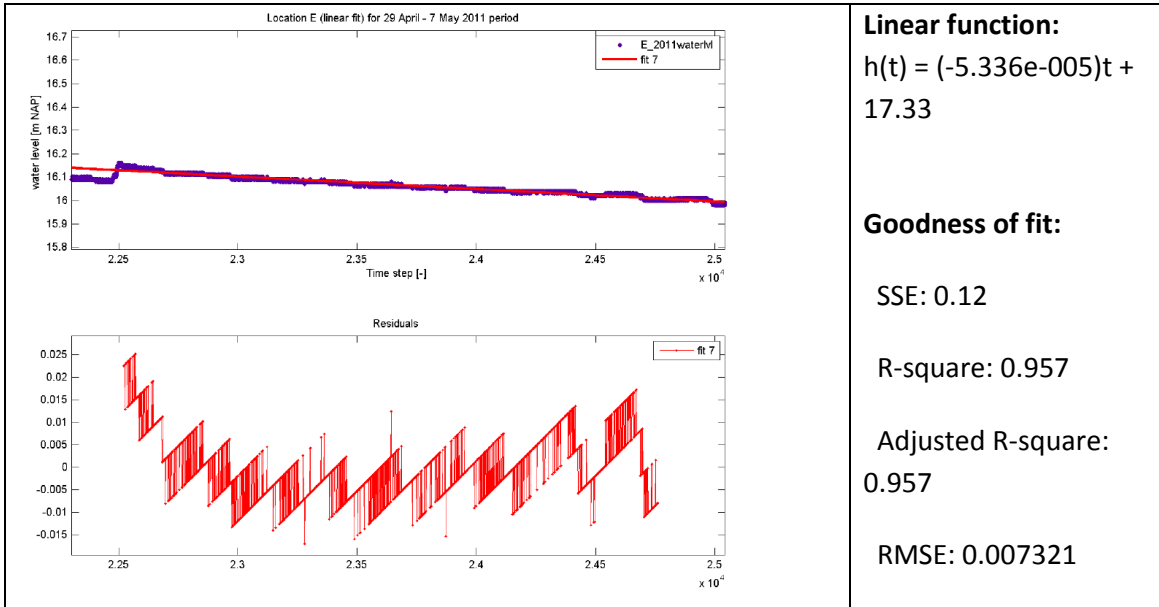 Location E (linear fit) for 29 April - 7 May 2011 period
16.7
16.6
16.5
16.4
16.3
16.2
16.1
16
15.9
15.8
water level [m NAP]
E_2011waterM
fit 7
2.25
2.3
2.35
2.4
2.45
2.5
Time step [-]
x 10⁴
Residuals
0.025
0.02
0.015
0.01
0.005
0
-0.005
-0.01
-0.015
fit 7
2.25
2.3
2.35
2.4
2.45
2.5
x 10⁴
Linear function:
h(t) = (-5.336e-005)t +
17.33
Goodness of fit:
SSE: 0.12
R-square: 0.957
Adjusted R-square:
0.957
RMSE: 0.007321